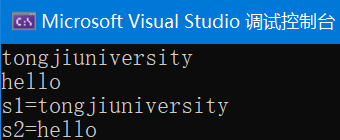 Microsoft Visual Studio 调试控制台
tongjiuniversity
hello
s1=tongjiuniversity
s2=hello